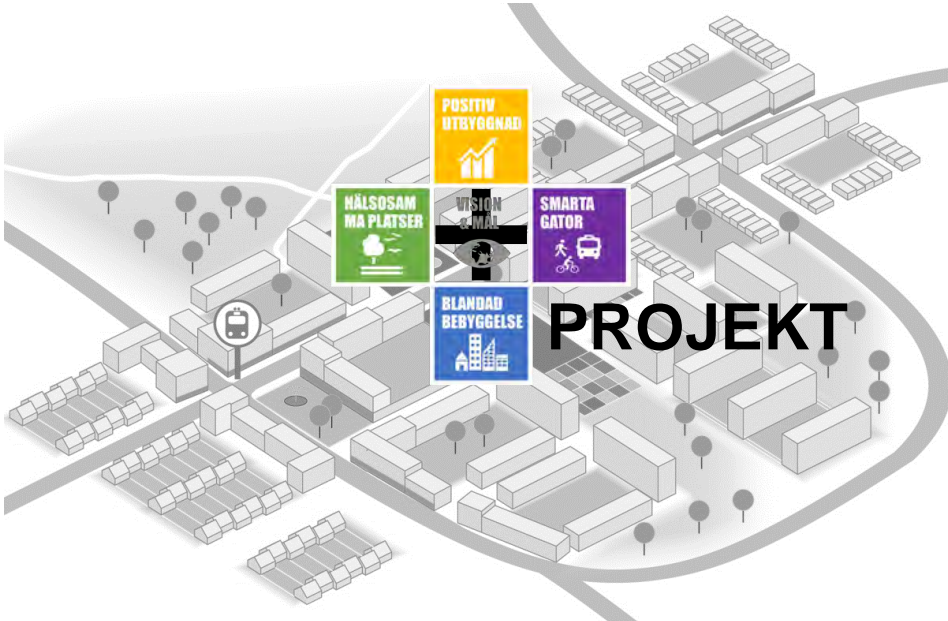 POSITIV
UTBYGGNAD
HÄLSOSAM
MA PLATSER
VISION
& MÅL
SMARTA
GATOR
BLANDAD
BEBYGGELSE
PROJEKT